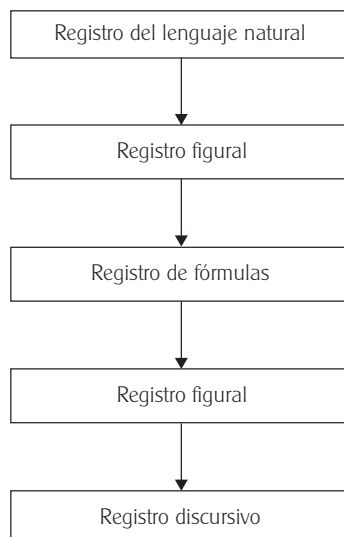 Registro del lenguaje natural
Registro figural
Registro de fórmulas
Registro figural
Registro discursivo